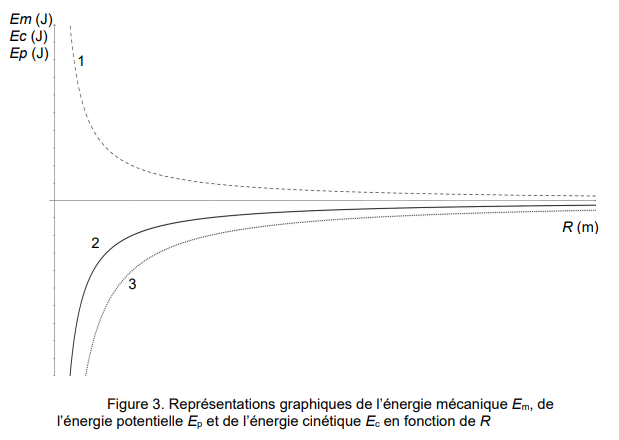 Em (J)
Ec (J)
Ep (J)
1
R (m)
2
3
Figure 3. Représentations graphiques de l'énergie mécanique Em, de
l'énergie potentielle Ep et de l'énergie cinétique Ec en fonction de R